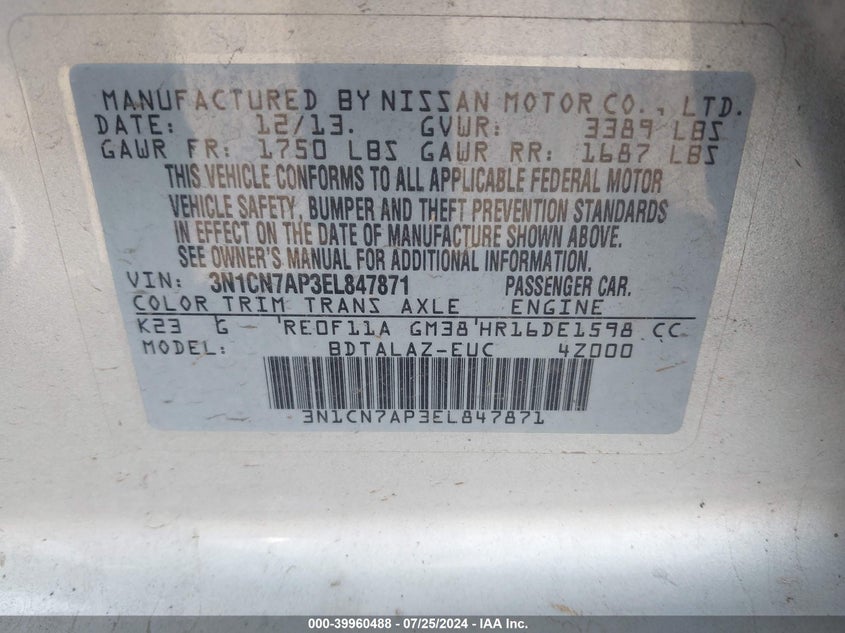 MANUFACTURED BY NISSAN MOTOR CO., LTD.
DATE: 12/13. GVWR: 3389 LBS
GAWR FR: 1750 LBS GAWR RR: 1687 LBS
THIS VEHICLE CONFORMS TO ALL APPLICABLE FEDERAL MOTOR
VEHICLE SAFETY, BUMPER AND THEFT PREVENTION STANDARDS
IN EFFECT ON THE DATE OF MANUFACTURE SHOWN ABOVE.
SEE OWNER'S MANUAL FOR ADDITIONAL INFORMATION.
VIN: 3N1CN7AP3EL847871 PASSENGER CAR.
COLOR TRIM TRANS AXLE ENGINE
K23 G 'RE0F11A GM38'HR16DE1598 CC
MODEL: BDTALAZ-EUC 4Z000
3N1CN7AP3EL847871
000-39960488 - 07/25/2024 - IAA Inc.